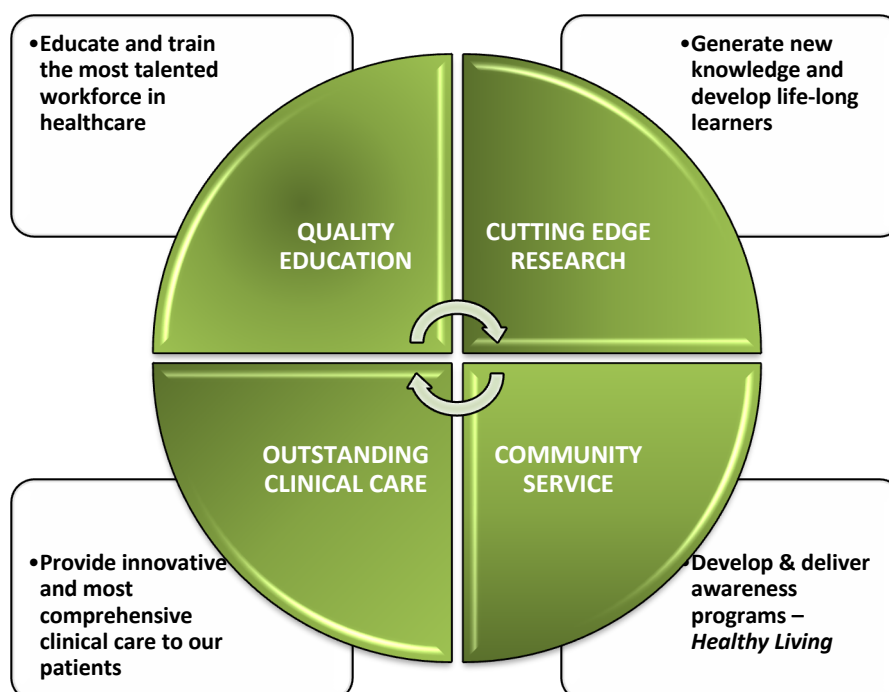 •Educate and train
the most talented
workforce in
healthcare
•Generate new
knowledge and
develop life-long
learners
QUALITY
EDUCATION
CUTTING EDGE
RESEARCH
OUTSTANDING
CLINICAL CARE
COMMUNITY
SERVICE
•Provide innovative
and most
comprehensive
clinical care to our
patients
•Develop & deliver
awareness
programs –
Healthy Living